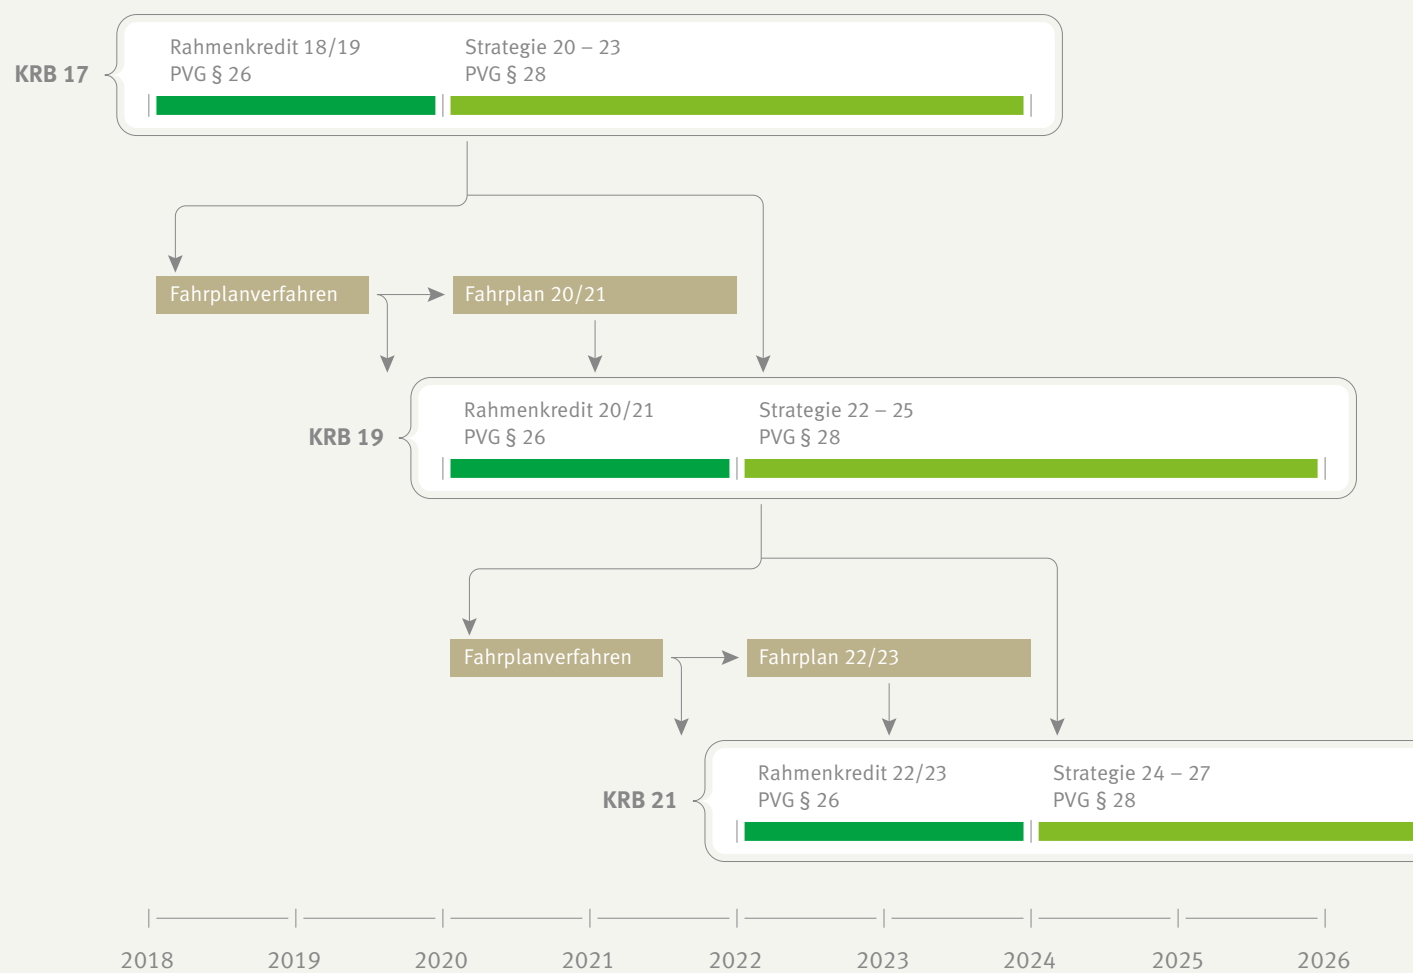 Rahmenkredit 18/19
PVG § 26
Strategie 20 – 23
PVG § 28
KRB 17
Fahrplanverfahren
Fahrplan 20/21
Rahmenkredit 20/21
PVG § 26
Strategie 22 – 25
PVG § 28
KRB 19
Fahrplanverfahren
Fahrplan 22/23
Rahmenkredit 22/23
PVG § 26
Strategie 24 – 27
PVG § 28
KRB 21
2018 2019 2020 2021 2022 2023 2024 2025 2026